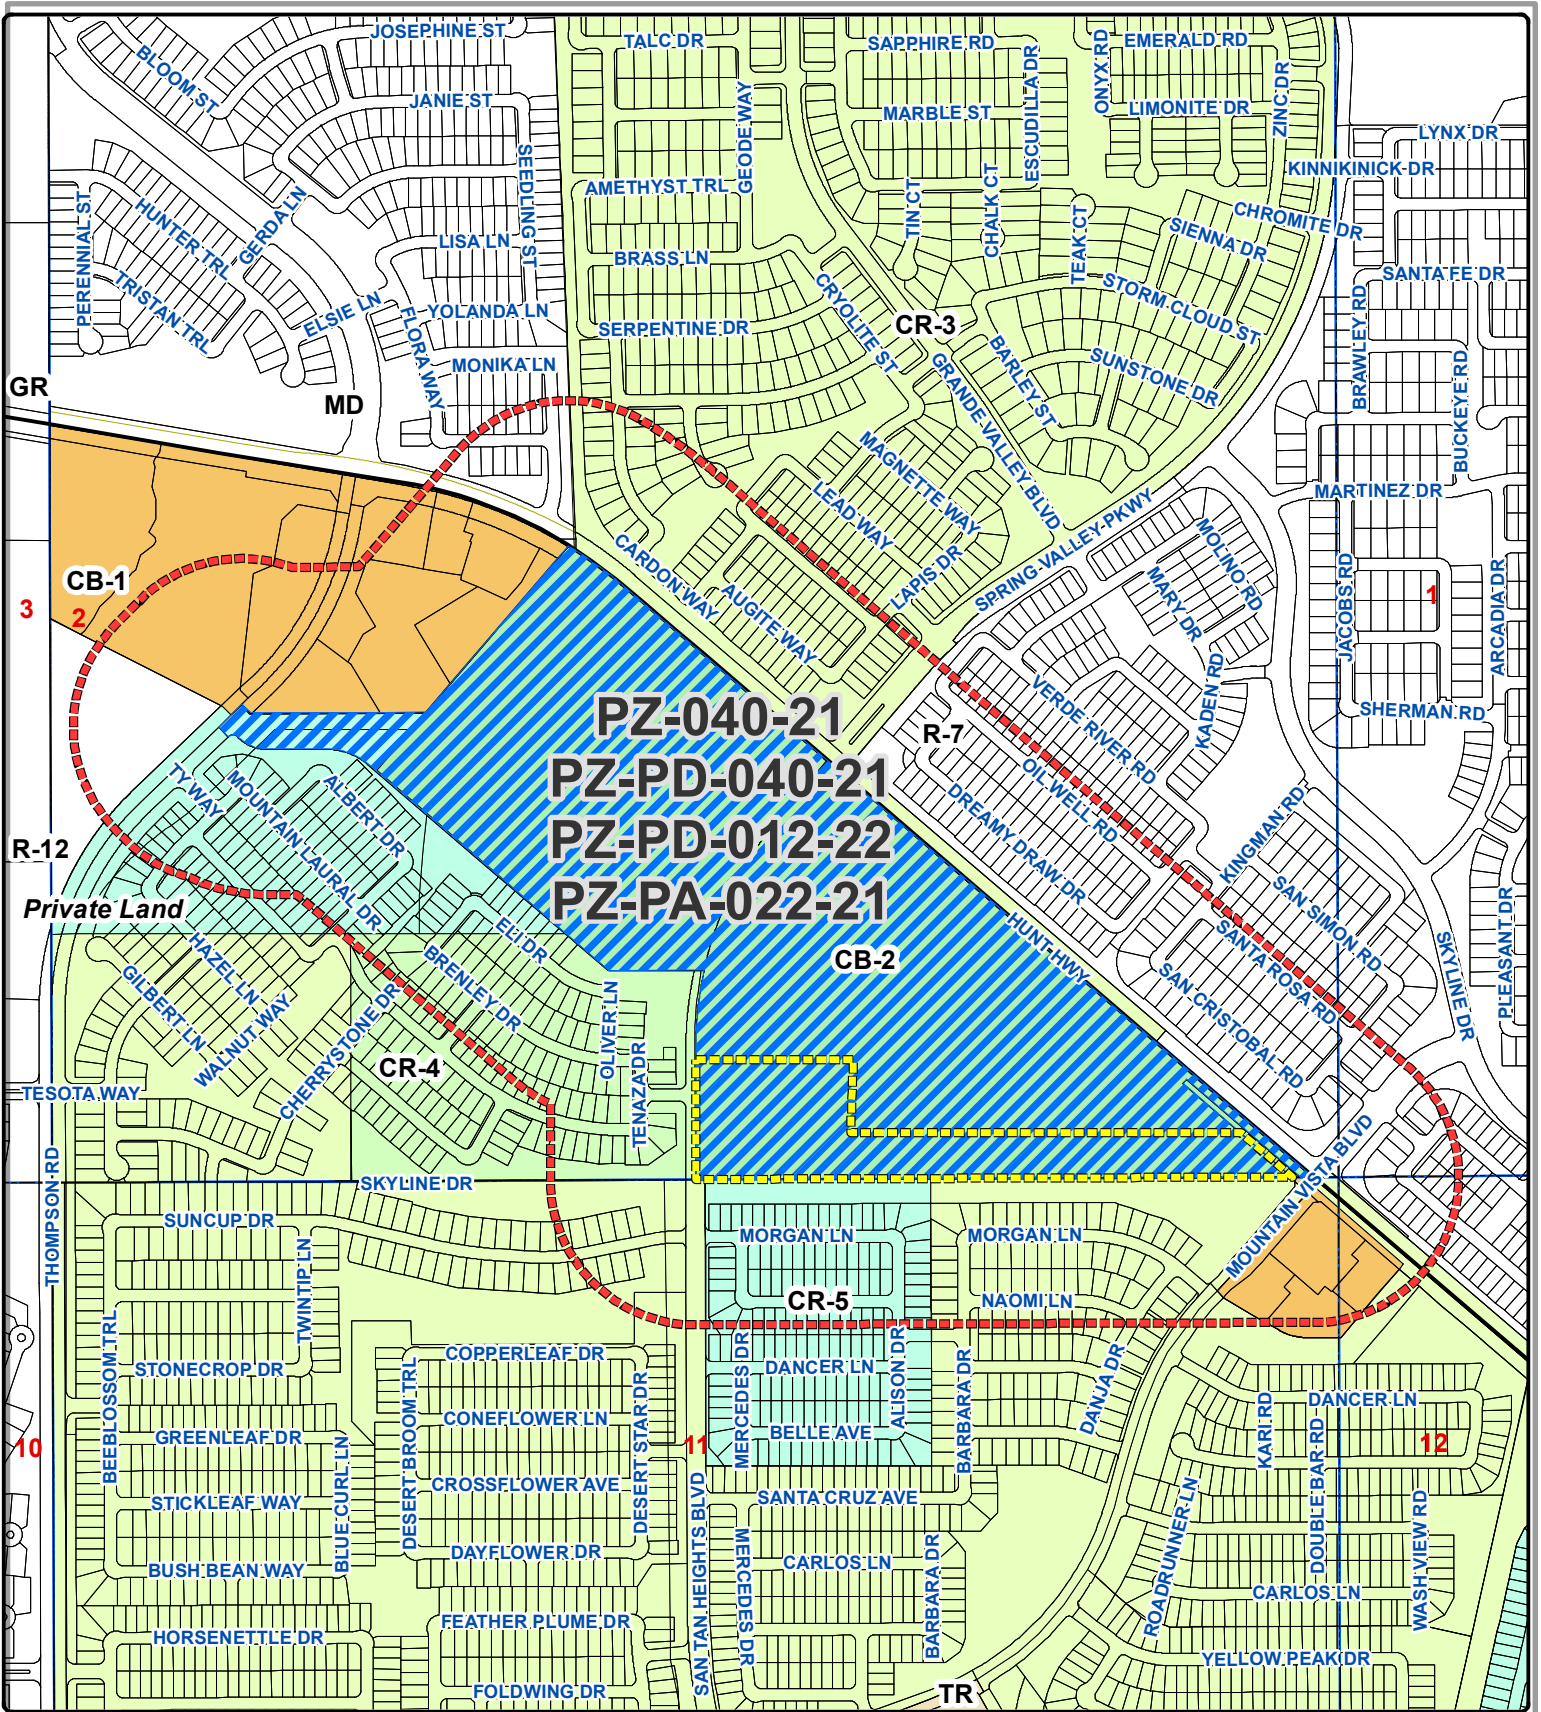 JOSEPHINE ST
TALC DR
SAPPHIRE RD
EMERALD RD
BLOOM ST
ESCUDILLA DR
ONYX RD
ZINC DR
JANIE ST
GEODE WAY
MARBLE ST
LIMONITE DR
LYNX DR
SEEDLING ST
KINNIKINICK DR
AMETHYST TRL
TIN CT
CHALK CT
TEAK CT
PERENNIAL ST
HUNTER TRL
GERDA LN
CHROMITE DR
SIENNA DR
LISA LN
BRASS LN
SANTA FE DR
TRISTAN TRL
ELSIE LN
FLORA WAY
YOLANDA LN
CRYOLITE ST
STORM CLOUD ST
SERPENTINE DR
CR-3
BRAWLEY RD
MONIKA LN
GRANDE VALLEY BLVD
BARLEY ST
SUNSTONE DR
BUCKEYE RD
GR
MD
MAGNETTE WAY
LEAD WAY
MARTINEZ DR
SPRING VALLEY PKWY
MOLINO RD
CARDON WAY
LAPIS DR
CB-1
AUGITE WAY
MARY DR
JACOBS RD
ARCADIA DR
3
2
1
PZ-040-21
VERDE RIVER RD
KADEN RD
SHERMAN RD
R-7
PZ-PD-040-21
OIL WELL RD
TY WAY
MOUNTAIN LAURAL DR
ALBERT DR
DREAMY DRAW DR
PZ-PD-012-22
KINGMAN RD
R-12
PZ-PA-022-21
SAN SIMON RD
Private Land
HUNT HWY
SANTA ROSA RD
SKYLINE DR
PLEASANT DR
ELI DR
HAZEL LN
GILBERT LN
BRENLEY DR
CB-2
SAN CRISTOBAL RD
WALNUT WAY
CHERRYSTONE DR
OLIVER LN
CR-4
TENAZA DR
TESOTA WAY
THOMPSON RD
SKYLINE DR
MOUNTAIN VISTA BLVD
SUNCUP DR
TWINTIP LN
MORGAN LN
MORGAN LN
CR-5
NAOMI LN
BEEBLOSSOM TRL
STONECROP DR
COPPERLEAF DR
DESERT BROOM TRL
DESERT STAR DR
MERCEDES DR
DANCER LN
ALISON DR
BARBARA DR
DANJA DR
DANCER LN
KARI RD
DOUBLE BAR RD
CONEFLOWER LN
BELLE AVE
GREENLEAF DR
BLUE CURL LN
10
11
12
CROSSFLOWER AVE
SANTA CRUZ AVE
STICKLEAF WAY
SAN TAN HEIGHTS BLVD
MERCEDES DR
ROADRUNNER LN
WASH VIEW RD
DAYFLOWER DR
CARLOS LN
BARBARA DR
BUSH BEAN WAY
CARLOS LN
FEATHER PLUME DR
HORSENETTLE DR
YELLOW PEAK DR
FOLDWING DR
TR